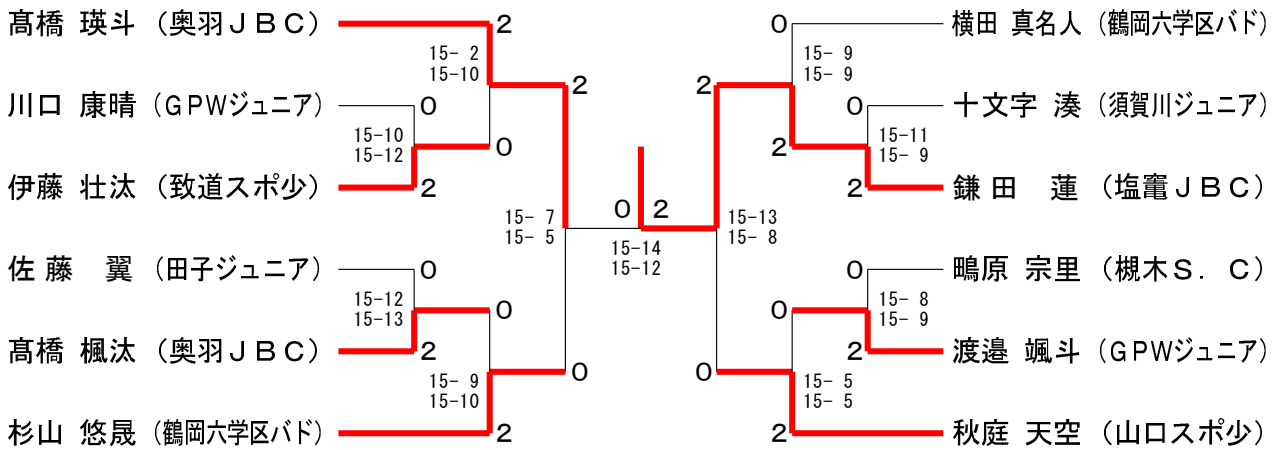 髙橋 瑛斗（奥羽ＪＢＣ） 2 0 横田 真名人（鶴岡六学区バド）
15- 2 15- 9
15-10 15- 9
2 2
川口 康晴（ＧＰＷジュニア） 0 0 十文字 湊（須賀川ジュニア）
15-10 15-11
15-12 0 2 15- 9
伊藤 壮汰（致道スポ少） 2 2 鎌田 蓮（塩竈ＪＢＣ）
0 2
15- 7 15-13
15- 5 15- 8
15-14
15-12
佐藤 翼（田子ジュニア） 0 0 鴫原 宗里（槻木Ｓ．Ｃ）
15-12 15- 8
15-13 0 0 15- 9
髙橋 楓汰（奥羽ＪＢＣ） 2 2 渡邉 颯斗（ＧＰＷジュニア）
0 0
15- 9 15- 5
15-10 15- 5
杉山 悠晟（鶴岡六学区バド） 2 2 秋庭 天空（山口スポ少）